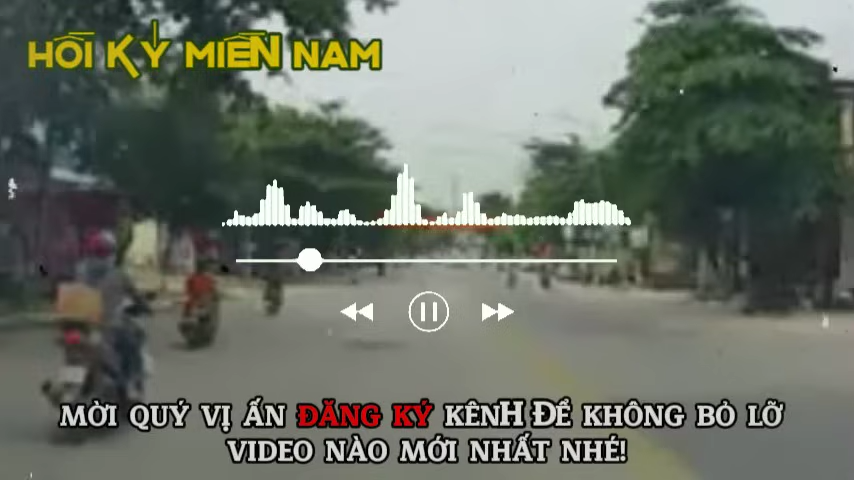 HỒI KÝ MIỀN NAM
MỜI QUÝ VỊ ẤN ĐĂNG KÝ KÊNH ĐỂ KHÔNG BỎ LỠ
VIDEO NÀO MỚI NHẤT NHÉ!